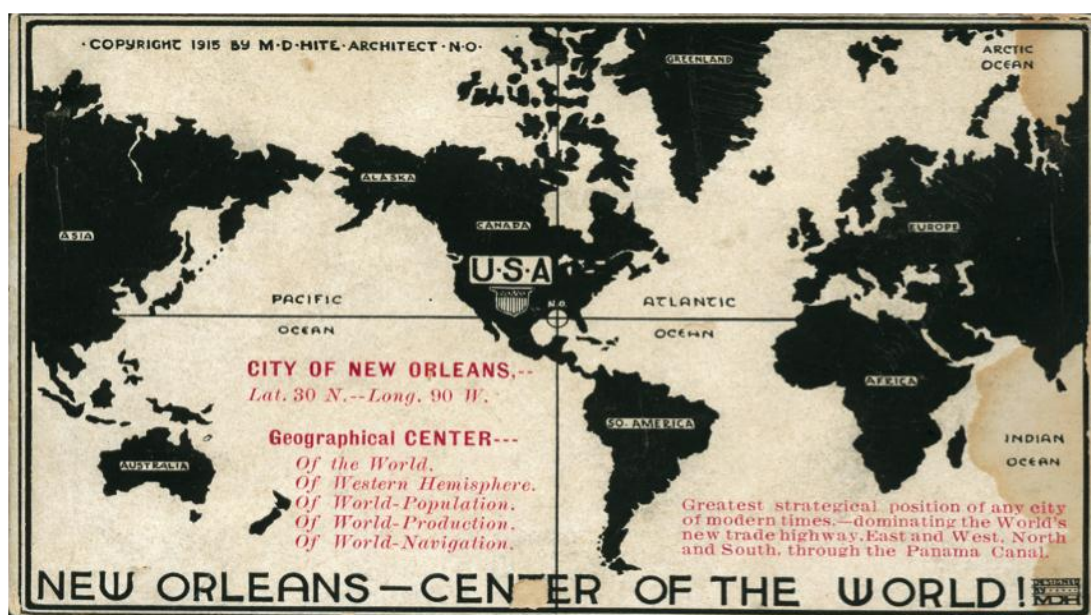 ·COPYRIGHT 1915 BY M·D·HITE·ARCHITECT·N·O·
GREENLAND
ARCTIC
OCEAN
ALASKA
ASIA
CANADA
EUROPE
U·S·A
N.O.
PACIFIC
OCEAN
ATLANTIC
OCEAN
CITY OF NEW ORLEANS,--
Lat. 30 N.--Long. 90 W.
AFRICA
SO. AMERICA
Geographical CENTER---
Of the World.
Of Western Hemisphere.
Of World-Population.
Of World-Production.
Of World-Navigation.
AUSTRALIA
INDIAN
OCEAN
Greatest strategical position of any city
of modern times.—dominating the World's
new trade highway. East and West. North
and South. through the Panama Canal.
NEW ORLEANS — CENTER OF THE WORLD!
DESIGNED
BY
MDH